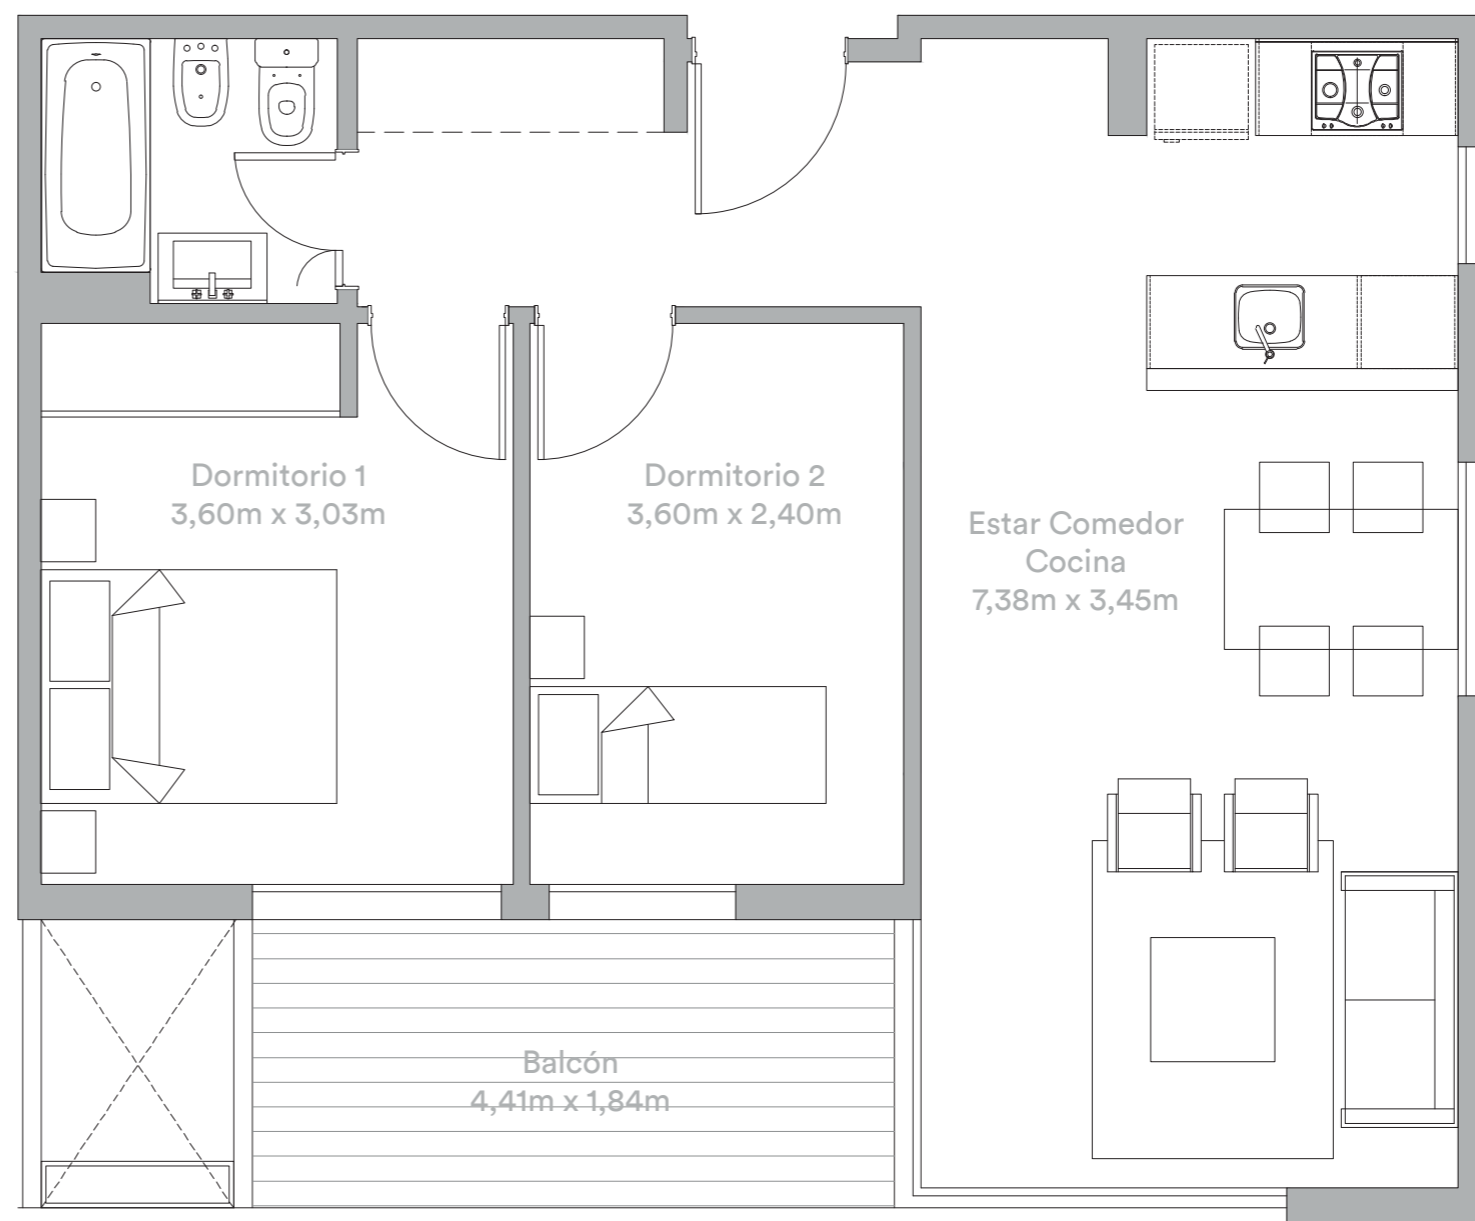 Dormitorio 1
3,60m x 3,03m
Dormitorio 2
3,60m x 2,40m
Estar Comedor
Cocina
7,38m x 3,45m
Balcón
4,41m x 1,84m